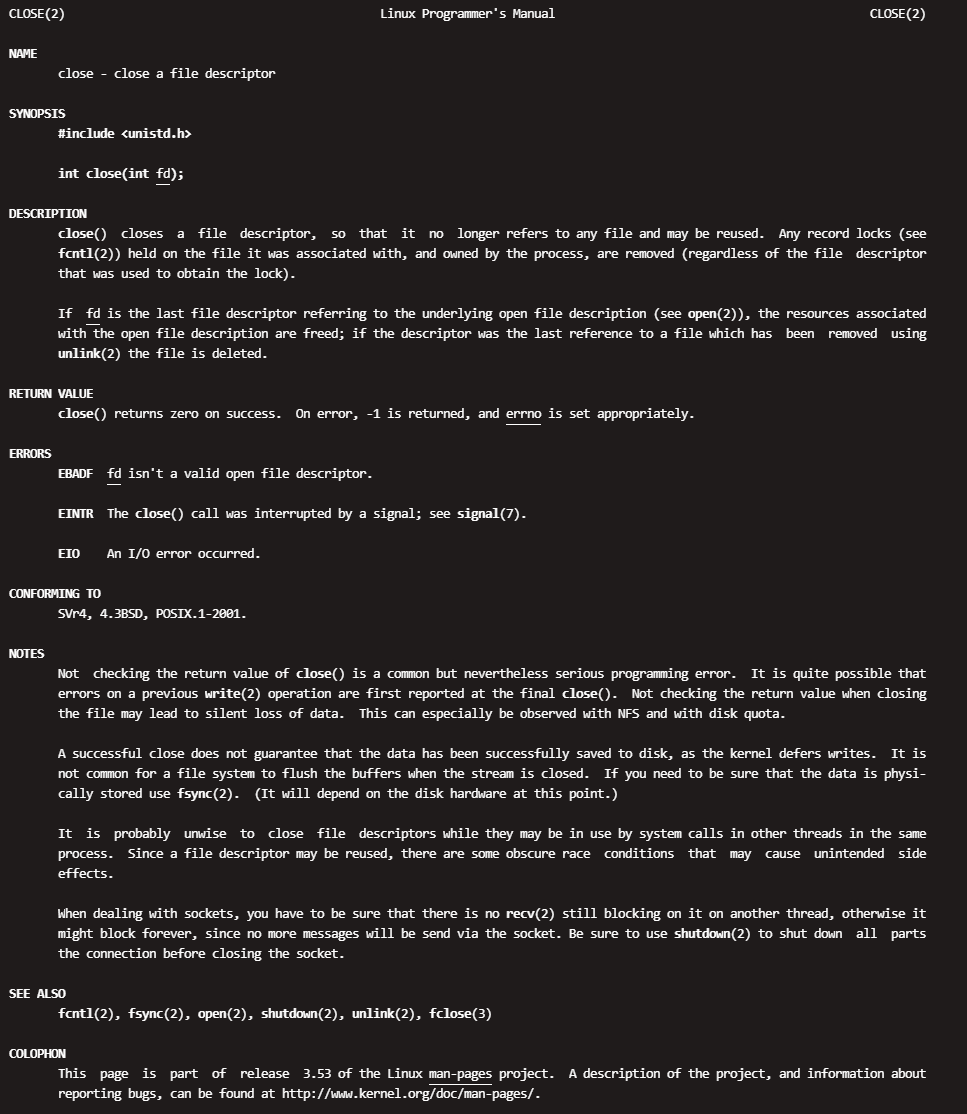 CLOSE(2) Linux Programmer's Manual CLOSE(2)
NAME
close - close a file descriptor
SYNOPSIS
#include <unistd.h>
int close(int fd);
DESCRIPTION
close() closes a file descriptor, so that it no longer refers to any file and may be reused. Any record locks (see
fcntl(2)) held on the file it was associated with, and owned by the process, are removed (regardless of the file descriptor
that was used to obtain the lock).
If fd is the last file descriptor referring to the underlying open file description (see open(2)), the resources associated
with the open file description are freed; if the descriptor was the last reference to a file which has been removed using
unlink(2) the file is deleted.
RETURN VALUE
close() returns zero on success. On error, -1 is returned, and errno is set appropriately.
ERRORS
EBADF fd isn't a valid open file descriptor.
EINTR The close() call was interrupted by a signal; see signal(7).
EIO An I/O error occurred.
CONFORMING TO
SVr4, 4.3BSD, POSIX.1-2001.
NOTES
Not checking the return value of close() is a common but nevertheless serious programming error. It is quite possible that
errors on a previous write(2) operation are first reported at the final close(). Not checking the return value when closing
the file may lead to silent loss of data. This can especially be observed with NFS and with disk quota.
A successful close does not guarantee that the data has been successfully saved to disk, as the kernel defers writes. It is
not common for a file system to flush the buffers when the stream is closed. If you need to be sure that the data is physi-
cally stored use fsync(2). (It will depend on the disk hardware at this point.)
It is probably unwise to close file descriptors while they may be in use by system calls in other threads in the same
process. Since a file descriptor may be reused, there are some obscure race conditions that may cause unintended side
effects.
When dealing with sockets, you have to be sure that there is no recv(2) still blocking on it on another thread, otherwise it
might block forever, since no more messages will be send via the socket. Be sure to use shutdown(2) to shut down all parts
the connection before closing the socket.
SEE ALSO
fcntl(2), fsync(2), open(2), shutdown(2), unlink(2), fclose(3)
COLOPHON
This page is part of release 3.53 of the Linux man-pages project. A description of the project, and information about
reporting bugs, can be found at http://www.kernel.org/doc/man-pages/.